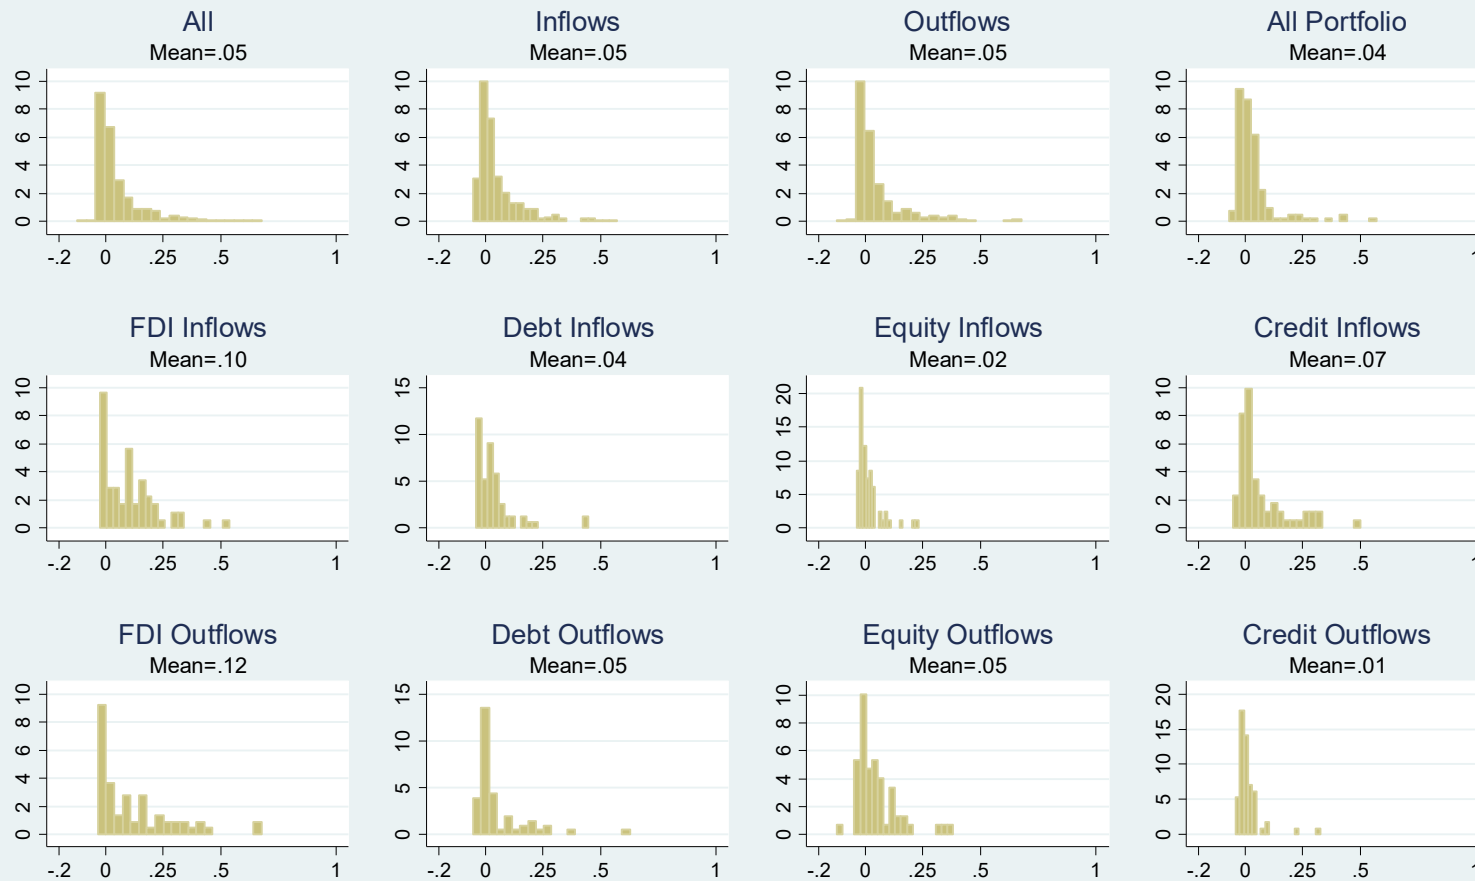 All Inflows Outflows All Portfolio
Mean=.05 Mean=.05 Mean=.05 Mean=.04
10 10 10 10
8 8 8 8
6 6 6 6
4 4 4 4
2 2 2 2
0 0 0 0
-.2 0 .25 .5 1 -.2 0 .25 .5 1 -.2 0 .25 .5 1 -.2 0 .25 .5
FDI Inflows Debt Inflows Equity Inflows Credit Inflows
Mean=.10 Mean=.04 Mean=.02 Mean=.07
10 15 20 10
8 10 15 8
6 5 10 6
4 0 5 4
2 0 2
0 0
-.2 0 .25 .5 1 -.2 0 .25 .5 1 -.2 0 .25 .5 1 -.2 0 .25 .5
FDI Outflows Debt Outflows Equity Outflows Credit Outflows
Mean=.12 Mean=.05 Mean=.05 Mean=.01
10 15 10 20
8 10 8 15
6 5 6 10
4 0 4 5
2 2 0
0 0
-.2 0 .25 .5 1 -.2 0 .25 .5 1 -.2 0 .25 .5 1 -.2 0 .25 .5